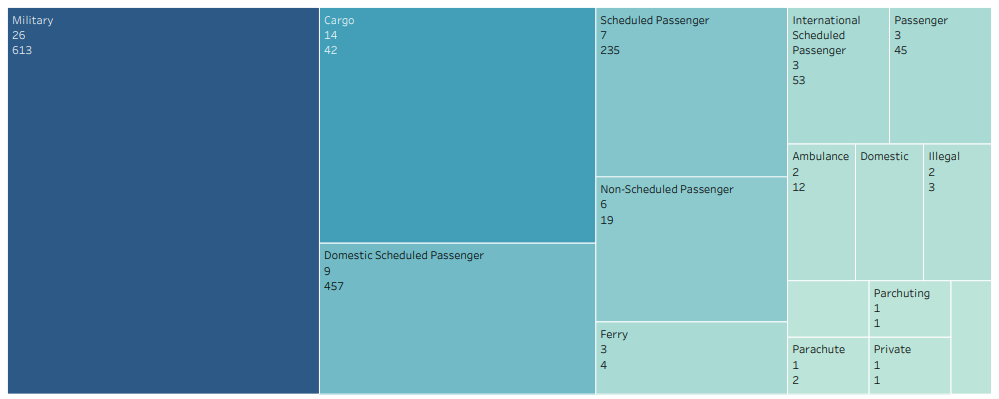 Military
26
613
Cargo
14
42
Domestic Scheduled Passenger
9
457
Scheduled Passenger
7
235
Non-Scheduled Passenger
6
19
Ferry
3
4
International
Scheduled
Passenger
3
53
Passenger
3
45
Ambulance
2
12
Domestic
Illegal
2
3
Parchuting
1
1
Parachute
1
2
Private
1
1